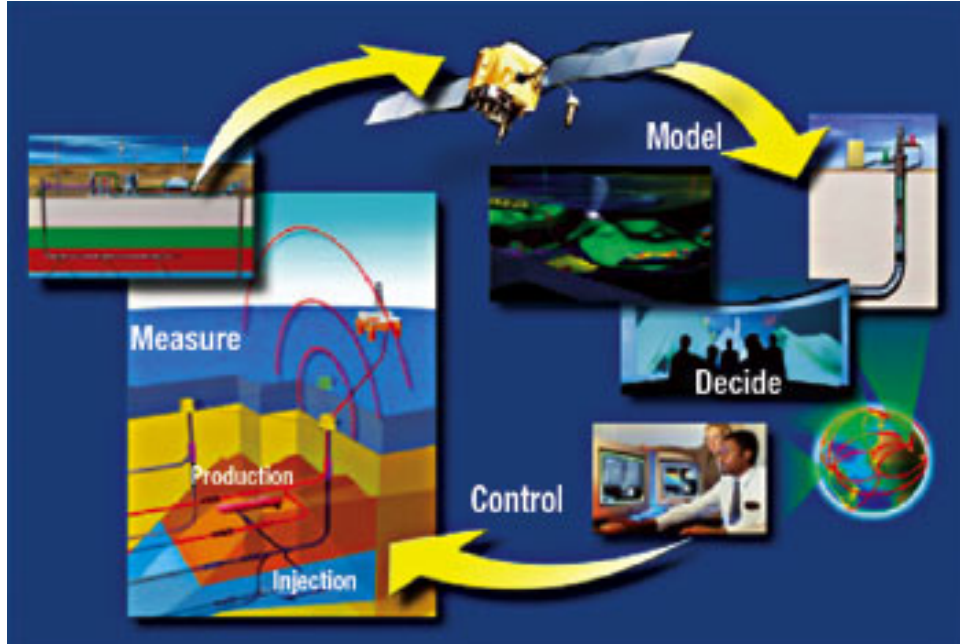 Model
Measure
Decide
Production
Control
Injection